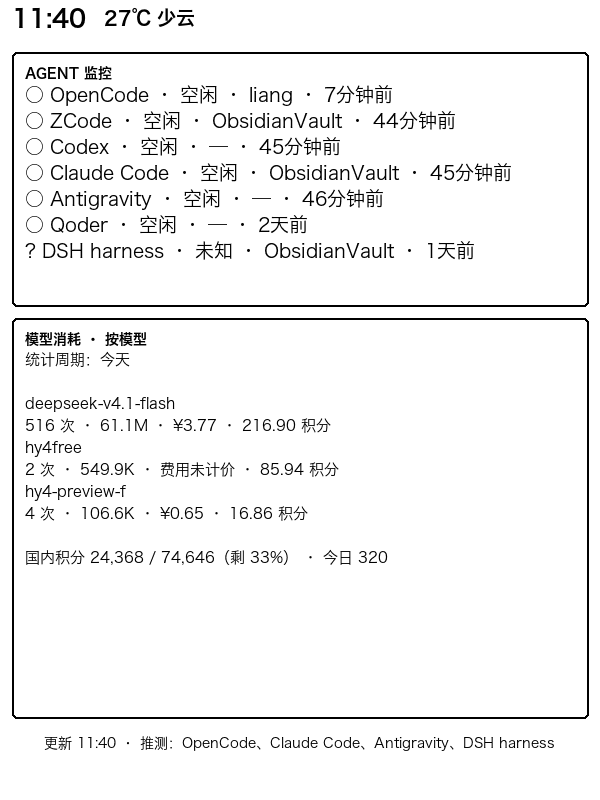 11:40 27℃ 少云
AGENT 监控
○ OpenCode · 空闲 · liang · 7分钟前
○ ZCode · 空闲 · ObsidianVault · 44分钟前
○ Codex · 空闲 · — · 45分钟前
○ Claude Code · 空闲 · ObsidianVault · 45分钟前
○ Antigravity · 空闲 · — · 46分钟前
○ Qoder · 空闲 · — · 2天前
? DSH harness · 未知 · ObsidianVault · 1天前
模型消耗 · 按模型
统计周期：今天
deepseek-v4.1-flash
516 次 · 61.1M · ¥3.77 · 216.90 积分
hy4free
2 次 · 549.9K · 费用未计价 · 85.94 积分
hy4-preview-f
4 次 · 106.6K · ¥0.65 · 16.86 积分
国内积分 24,368 / 74,646（剩 33%） · 今日 320
更新 11:40 · 推测：OpenCode、Claude Code、Antigravity、DSH harness